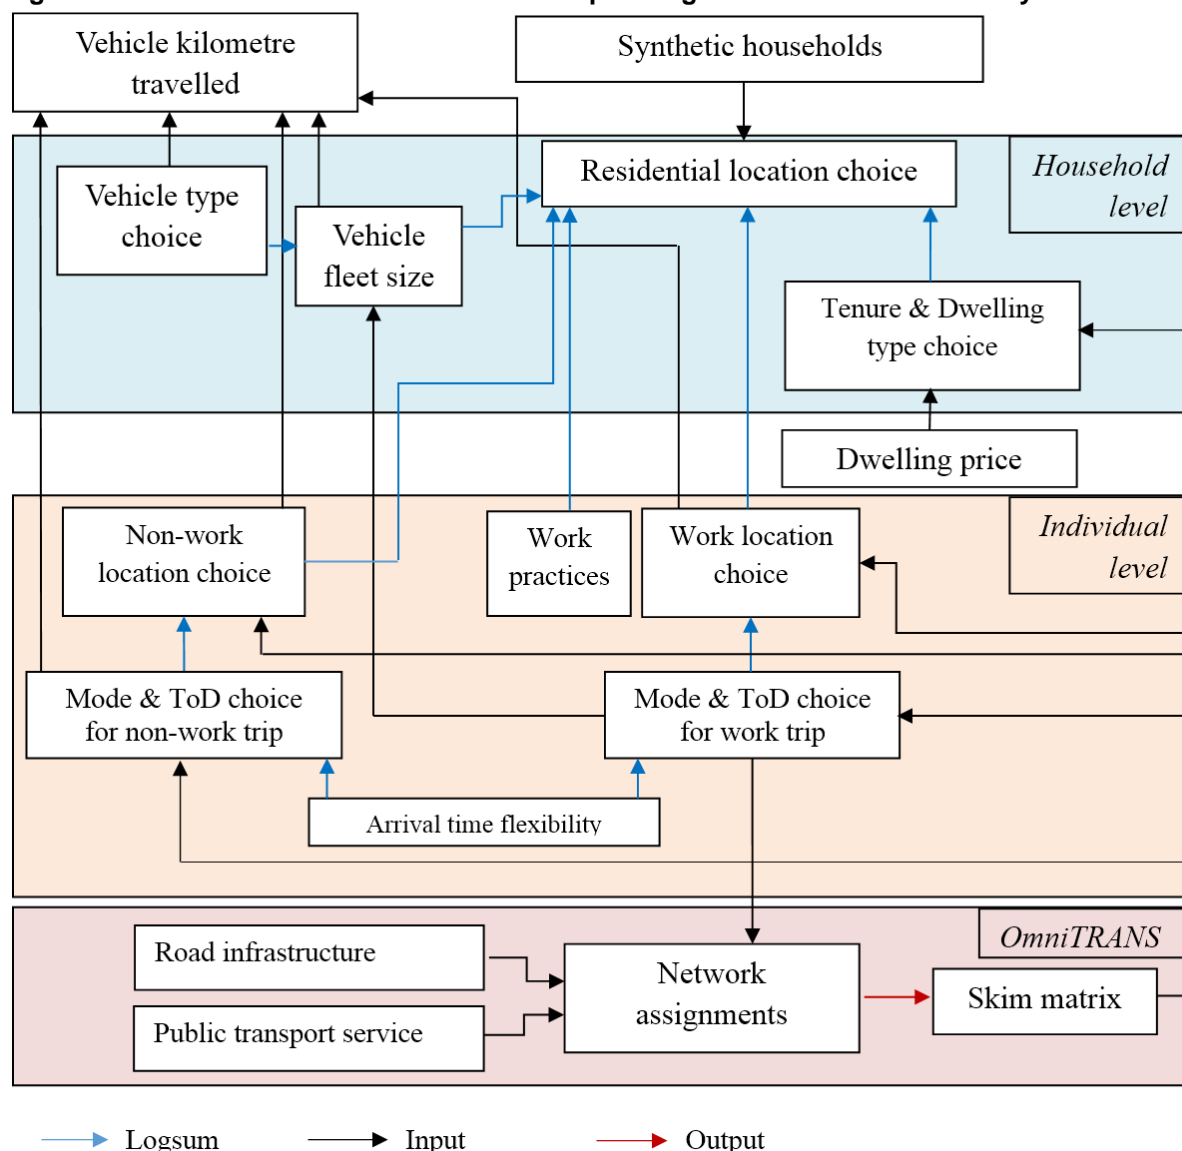 Vehicle kilometre
travelled
Synthetic households
Residential location choice
Household
level
Vehicle type
choice
Vehicle
fleet size
Tenure & Dwelling
type choice
Dwelling price
Non-work
location choice
Work
practices
Work location
choice
Individual
level
Mode & ToD choice
for non-work trip
Mode & ToD choice
for work trip
Arrival time flexibility
OmniTRANS
Road infrastructure
Network
assignments
Skim matrix
Public transport service
Logsum
Input
Output